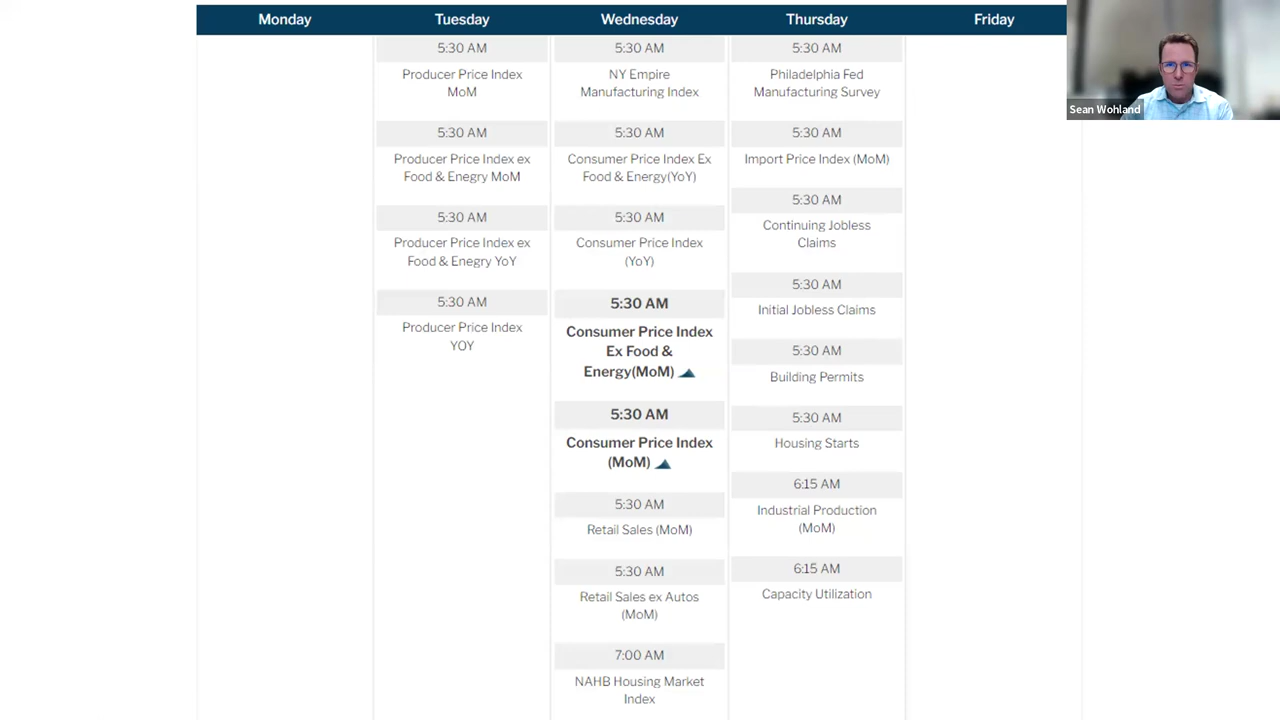 Monday
Tuesday
Wednesday
Thursday
Friday
5:30 AM
Producer Price Index
MoM
5:30 AM
Producer Price Index ex
Food & Enegry MoM
5:30 AM
Producer Price Index ex
Food & Enegry YoY
5:30 AM
Producer Price Index
YOY
5:30 AM
NY Empire
Manufacturing Index
5:30 AM
Consumer Price Index Ex
Food & Energy(YoY)
5:30 AM
Consumer Price Index
(YoY)
5:30 AM
Consumer Price Index
Ex Food &
Energy(MoM)
5:30 AM
Consumer Price Index
(MoM)
5:30 AM
Retail Sales (MoM)
5:30 AM
Retail Sales ex Autos
(MoM)
7:00 AM
NAHB Housing Market
Index
5:30 AM
Philadelphia Fed
Manufacturing Survey
5:30 AM
Import Price Index (MoM)
5:30 AM
Continuing Jobless
Claims
5:30 AM
Initial Jobless Claims
5:30 AM
Building Permits
5:30 AM
Housing Starts
6:15 AM
Industrial Production
(MoM)
6:15 AM
Capacity Utilization
Sean Wohland